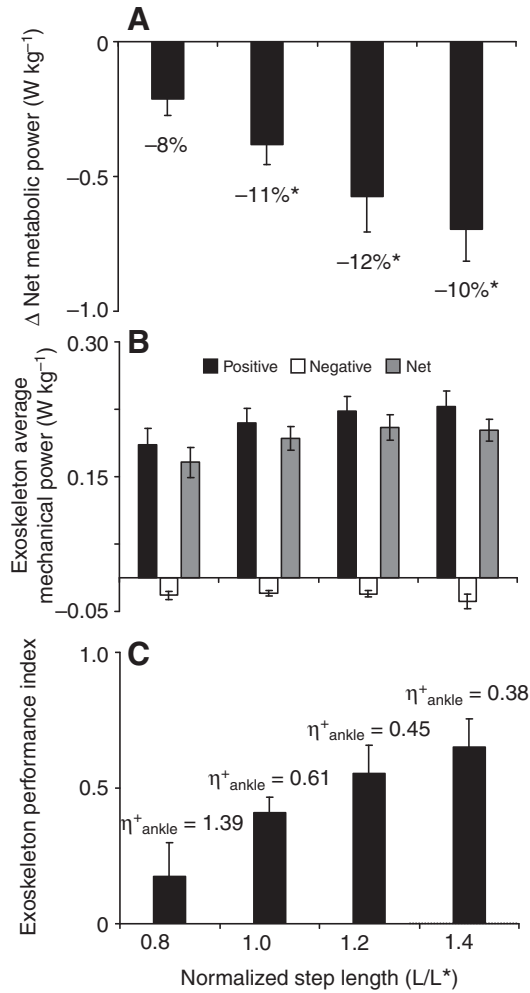 A
Δ Net metabolic power (W kg–1)
0
–0.5
–1.0
–8%
–11%*
–12%*
–10%*
B
Exoskeleton average
mechanical power (W kg–1)
0.30
0.15
–0.05
Positive Negative Net
C
Exoskeleton performance index
1.0
0.5
0
η+ankle = 1.39
η+ankle = 0.61
η+ankle = 0.45
η+ankle = 0.38
0.8 1.0 1.2 1.4
Normalized step length (L/L*)